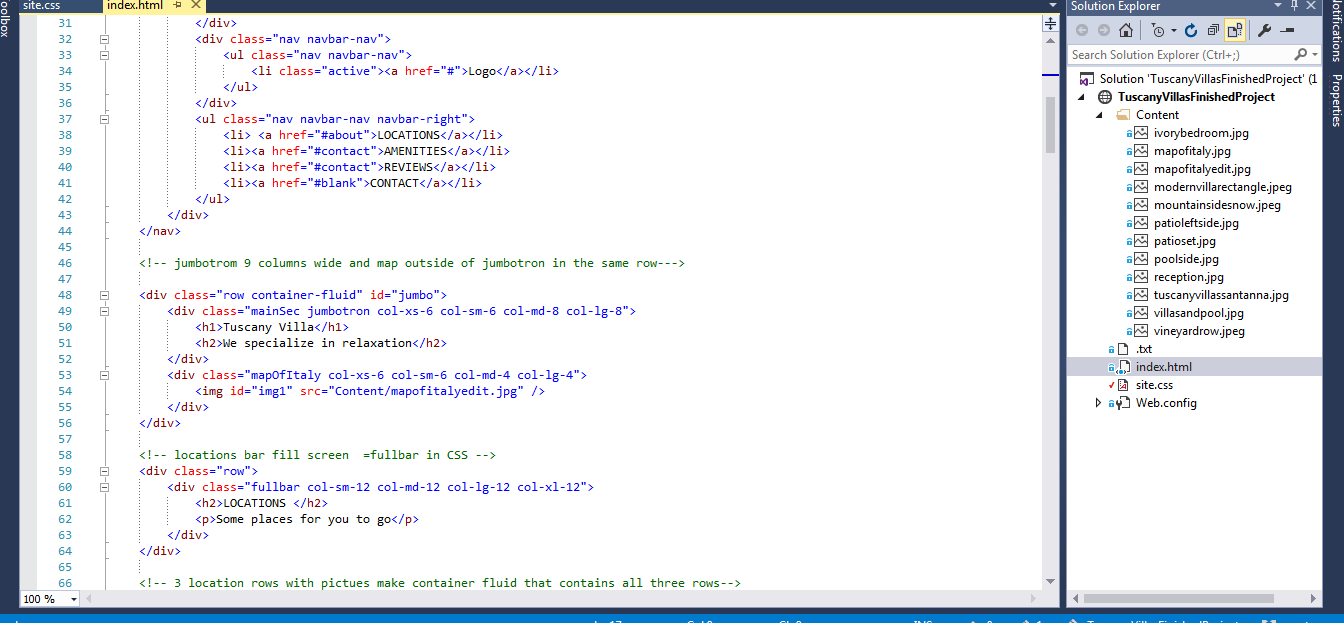 site.css
index.html
31 </div>
32 <div class="nav navbar-nav">
33 <ul class="nav navbar-nav">
34 <li class="active"><a href="#">Logo</a></li>
35 </ul>
36 </div>
37 <ul class="nav navbar-nav navbar-right">
38 <li> <a href="#about">LOCATIONS</a></li>
39 <li><a href="#contact">AMENITIES</a></li>
40 <li><a href="#contact">REVIEWS</a></li>
41 <li><a href="#blank">CONTACT</a></li>
42 </ul>
43 </div>
44 </nav>
45
46 <!-- jumbotrom 9 columns wide and map outside of jumbotron in the same row--->
47
48 <div class="row container-fluid" id="jumbo">
49 <div class="mainSec jumbotron col-xs-6 col-sm-6 col-md-8 col-lg-8">
50 <h1>Tuscany Villa</h1>
51 <h2>We specialize in relaxation</h2>
52 </div>
53 <div class="mapOfItaly col-xs-6 col-sm-6 col-md-4 col-lg-4">
54 <img id="img1" src="Content/mapofitalyedit.jpg" />
55 </div>
56 </div>
57
58 <!-- locations bar fill screen  =fullbar in CSS -->
59 <div class="row">
60 <div class="fullbar col-sm-12 col-md-12 col-lg-12 col-xl-12">
61 <h2>LOCATIONS </h2>
62 <p>Some places for you to go</p>
63 </div>
64 </div>
65
66 <!-- 3 location rows with pictues make container fluid that contains all three rows-->
100 %
Solution Explorer
Search Solution Explorer (Ctrl+;)
Solution 'TuscanyVillasFinishedProject' (1
TuscanyVillasFinishedProject
Content
ivorybedroom.jpg
mapofitaly.jpg
mapofitalyedit.jpg
modernvillarectangle.jpeg
mountainsidesnow.jpeg
patioleftside.jpg
patioset.jpg
poolside.jpg
reception.jpg
tuscanyvillassantanna.jpg
villasandpool.jpg
vineyardrow.jpeg
.txt
index.html
site.css
Web.config
Notifications
Properties